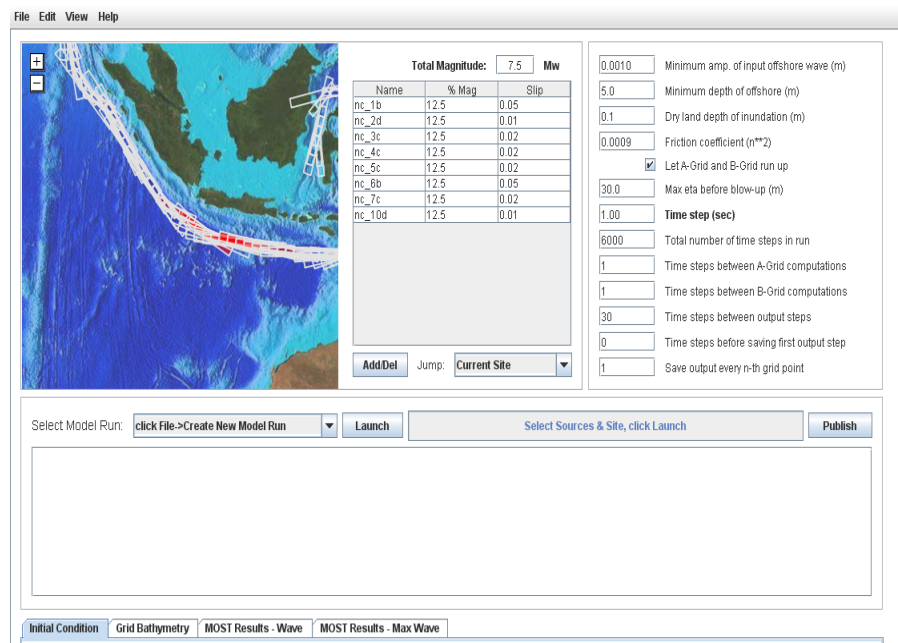 File Edit View Help
+
−
Total Magnitude: 7.5 Mw
Name % Mag Slip
nc_1b 12.5 0.05
nc_2d 12.5 0.01
nc_3c 12.5 0.02
nc_4c 12.5 0.02
nc_5c 12.5 0.02
nc_6b 12.5 0.05
nc_7c 12.5 0.02
nc_10d 12.5 0.01
Add/Del Jump: Current Site
0.0010 Minimum amp. of input offshore wave (m)
5.0 Minimum depth of offshore (m)
0.1 Dry land depth of inundation (m)
0.0009 Friction coefficient (n**2)
Let A-Grid and B-Grid run up
30.0 Max eta before blow-up (m)
1.00 Time step (sec)
6000 Total number of time steps in run
1 Time steps between A-Grid computations
1 Time steps between B-Grid computations
30 Time steps between output steps
0 Time steps before saving first output step
1 Save output every n-th grid point
Select Model Run: click File->Create New Model Run Launch Select Sources & Site, click Launch Publish
Initial Condition Grid Bathymetry MOST Results - Wave MOST Results - Max Wave